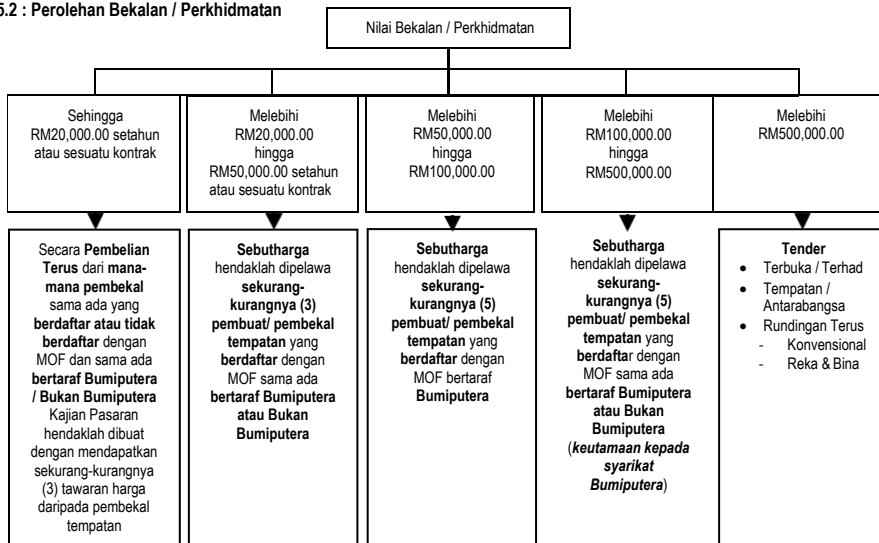 5.2 : Perolehan Bekalan / Perkhidmatan
Nilai Bekalan / Perkhidmatan
Sehingga
RM20,000.00 setahun
atau sesuatu kontrak
Melebihi
RM20,000.00
hingga
RM50,000.00 setahun
atau sesuatu kontrak
Melebihi
RM50,000.00
hingga
RM100,000.00
Melebihi
RM100,000.00
hingga
RM500,000.00
Melebihi
RM500,000.00
Secara Pembelian
Terus dari mana-
mana pembekal
sama ada yang
berdaftar atau tidak
berdaftar dengan
MOF dan sama ada
bertaraf Bumiputera
/ Bukan Bumiputera
Kajian Pasaran
hendaklah dibuat
dengan mendapatkan
sekurang-kurangnya
(3) tawaran harga
daripada pembekal
tempatan
Sebutharga
hendaklah dipelawa
sekurang-
kurangnya (3)
pembuat/ pembekal
tempatan yang
berdaftar dengan
MOF sama ada
bertaraf Bumiputera
atau Bukan
Bumiputera
Sebutharga
hendaklah dipelawa
sekurang-
kurangnya (5)
pembuat/ pembekal
tempatan yang
berdaftar dengan
MOF bertaraf
Bumiputera
Sebutharga
hendaklah dipelawa
sekurang-
kurangnya (5)
pembuat/ pembekal
tempatan yang
berdaftar dengan
MOF sama ada
bertaraf Bumiputera
atau Bukan
Bumiputera
(keutamaan kepada
syarikat
Bumiputera)
Tender
• Terbuka / Terhad
• Tempatan /
Antarabangsa
• Rundingan Terus
- Konvensional
- Reka & Bina